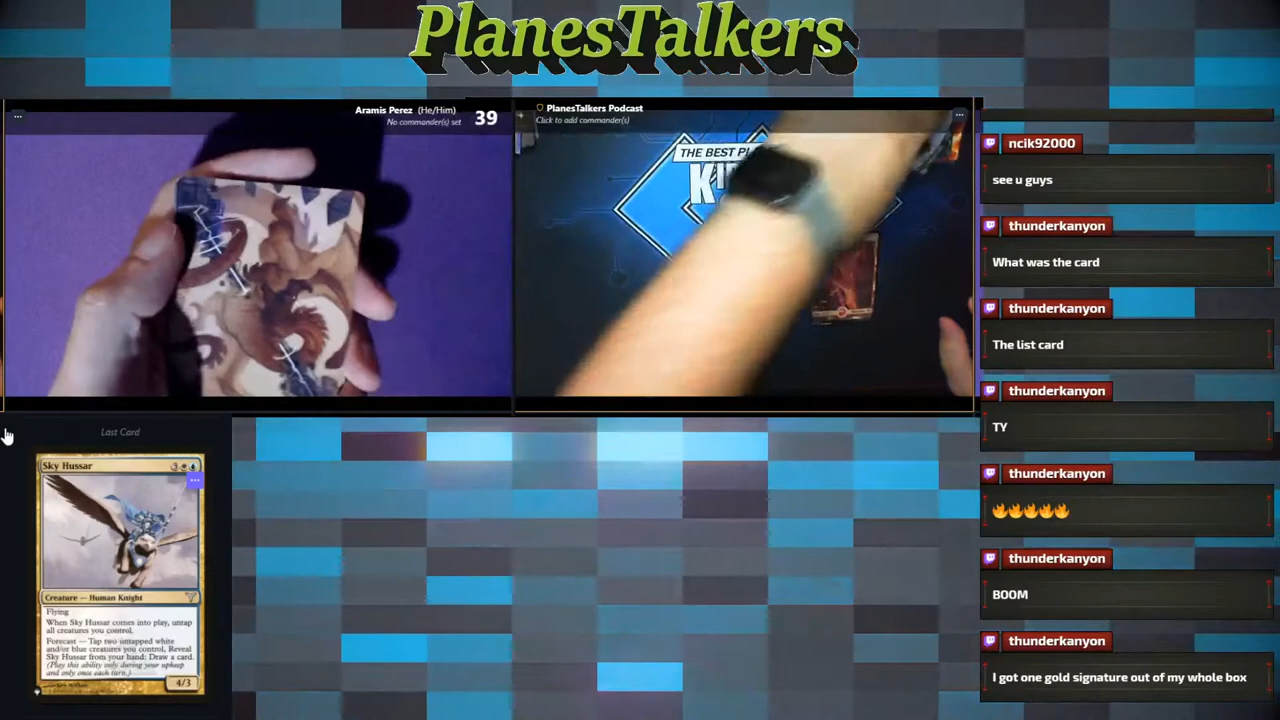 PlanesTalkers
Aramis Perez (He/Him)
No commander(s) set
39
PlanesTalkers Podcast
Click to add commander(s)
THE BEST
ncik92000
see u guys
thunderkanyon
What was the card
thunderkanyon
The list card
thunderkanyon
TY
thunderkanyon
🔥🔥🔥🔥🔥
thunderkanyon
BOOM
thunderkanyon
I got one gold signature out of my whole box
Last Card
Sky Hussar
3
Creature — Human Knight
Flying
When Sky Hussar comes into play, untap
all creatures you control.
Forecast — Tap two untapped white
and/or blue creatures you control, Reveal
Sky Hussar from your hand: Draw a card.
(Play this ability only during your upkeep
and only once each turn.)
4/3